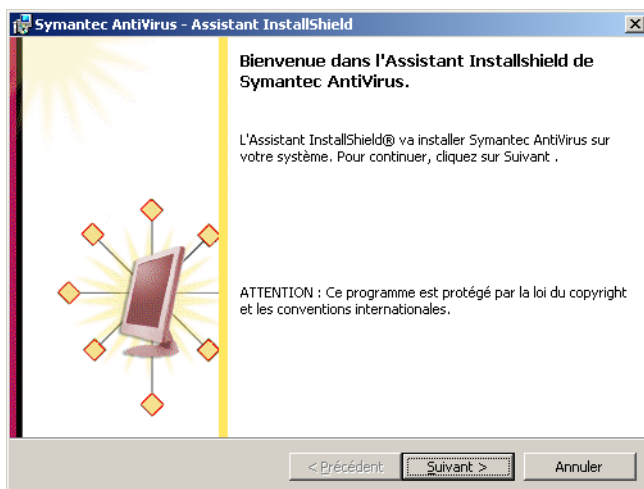 Symantec AntiVirus - Assistant InstallShield
Bienvenue dans l'Assistant Installshield de
Symantec AntiVirus.
L'Assistant InstallShield® va installer Symantec AntiVirus sur
votre système. Pour continuer, cliquez sur Suivant .
ATTENTION : Ce programme est protégé par la loi du copyright
et les conventions internationales.
< Précédent
Suivant >
Annuler